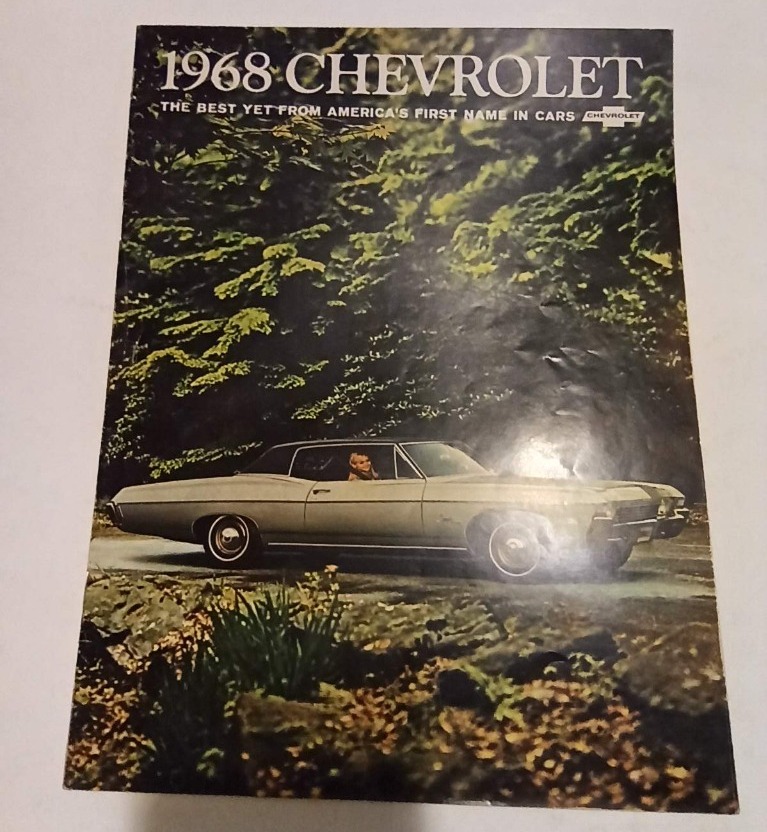 1968 CHEVROLET
THE BEST YET FROM AMERICA'S FIRST NAME IN CARS CHEVROLET